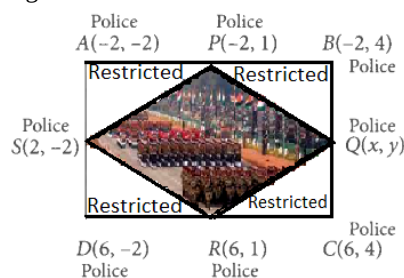 Police Police
A(−2, −2) P(−2, 1) B(−2, 4)
Restricted Restricted Police
Police Police
S(2, −2) Q(x, y)
Restricted Restricted
Police
D(6, −2) R(6, 1) C(6, 4)
Police Police